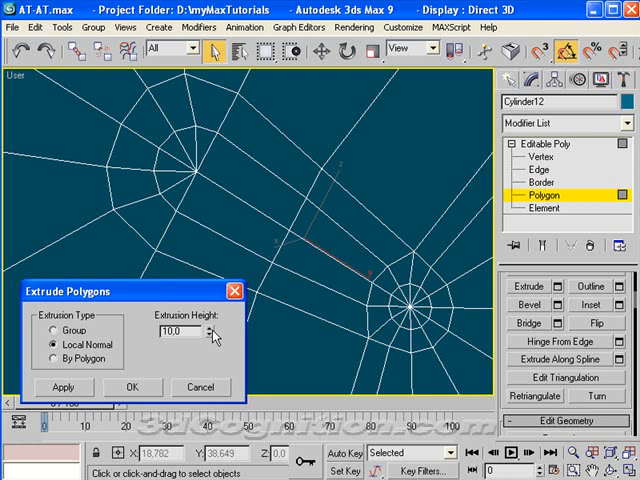 AT-AT.max - Project Folder: D:\myMaxTutorials - Autodesk 3ds Max 9 - Display : Direct 3D
File Edit Tools Group Views Create Modifiers Animation Graph Editors Rendering Customize MAXScript Help
All
View
User
Cylinder12
Modifier List
Editable Poly
Vertex
Edge
Border
Polygon
Element
Extrude Outline
Bevel Inset
Bridge Flip
Hinge From Edge
Extrude Along Spline
Edit Triangulation
Retriangulate Turn
- Edit Geometry
Extrude Polygons
Extrusion Type
Group
Local Normal
By Polygon
Extrusion Height:
10,0
Apply OK Cancel
0 10 20 30 40 50 60 70 80 90 100
3dCognition.com
X: 18,782 Y: 38,649 Z: 0,0
Auto Key Selected
Set Key Key Filters...
0
Click or click-and-drag to select objects